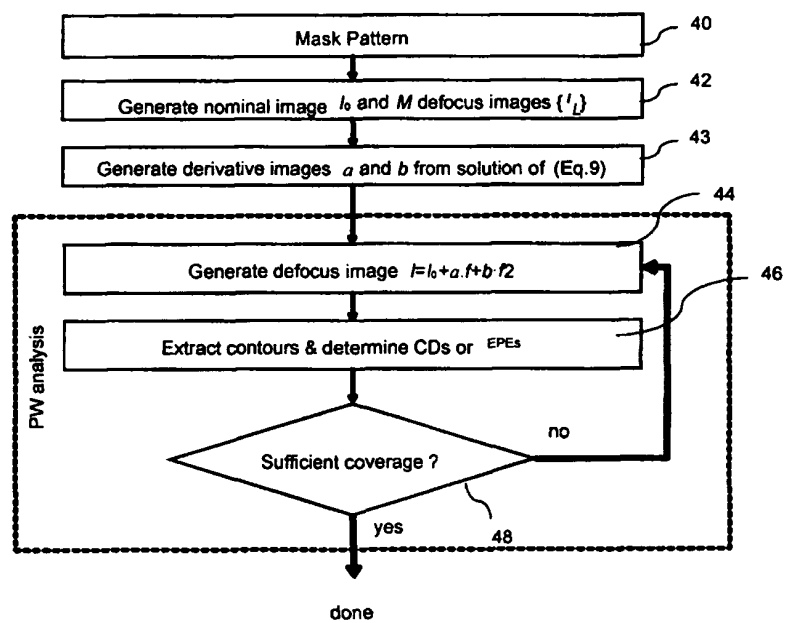 Mask Pattern
40
Generate nominal image I₀ and M defocus images {I_L}
42
Generate derivative images a and b from solution of (Eq.9)
43
44
Generate defocus image I=I₀+a.f+b·f2
46
Extract contours & determine CDs or EPEs
PW analysis
Sufficient coverage ?
no
48
yes
done